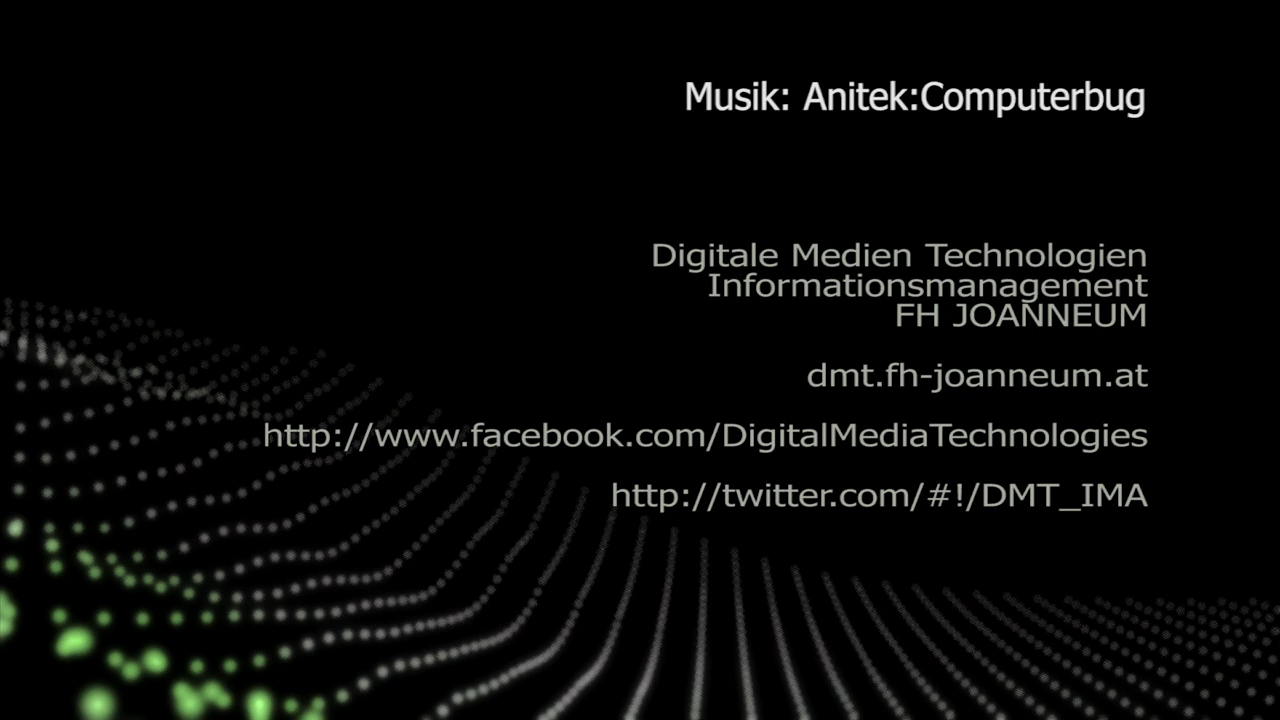 Musik: Anitek:Computerbug
Digitale Medien Technologien
Informationsmanagement
FH JOANNEUM
dmt.fh-joanneum.at
http://www.facebook.com/DigitalMediaTechnologies
http://twitter.com/#!/DMT_IMA